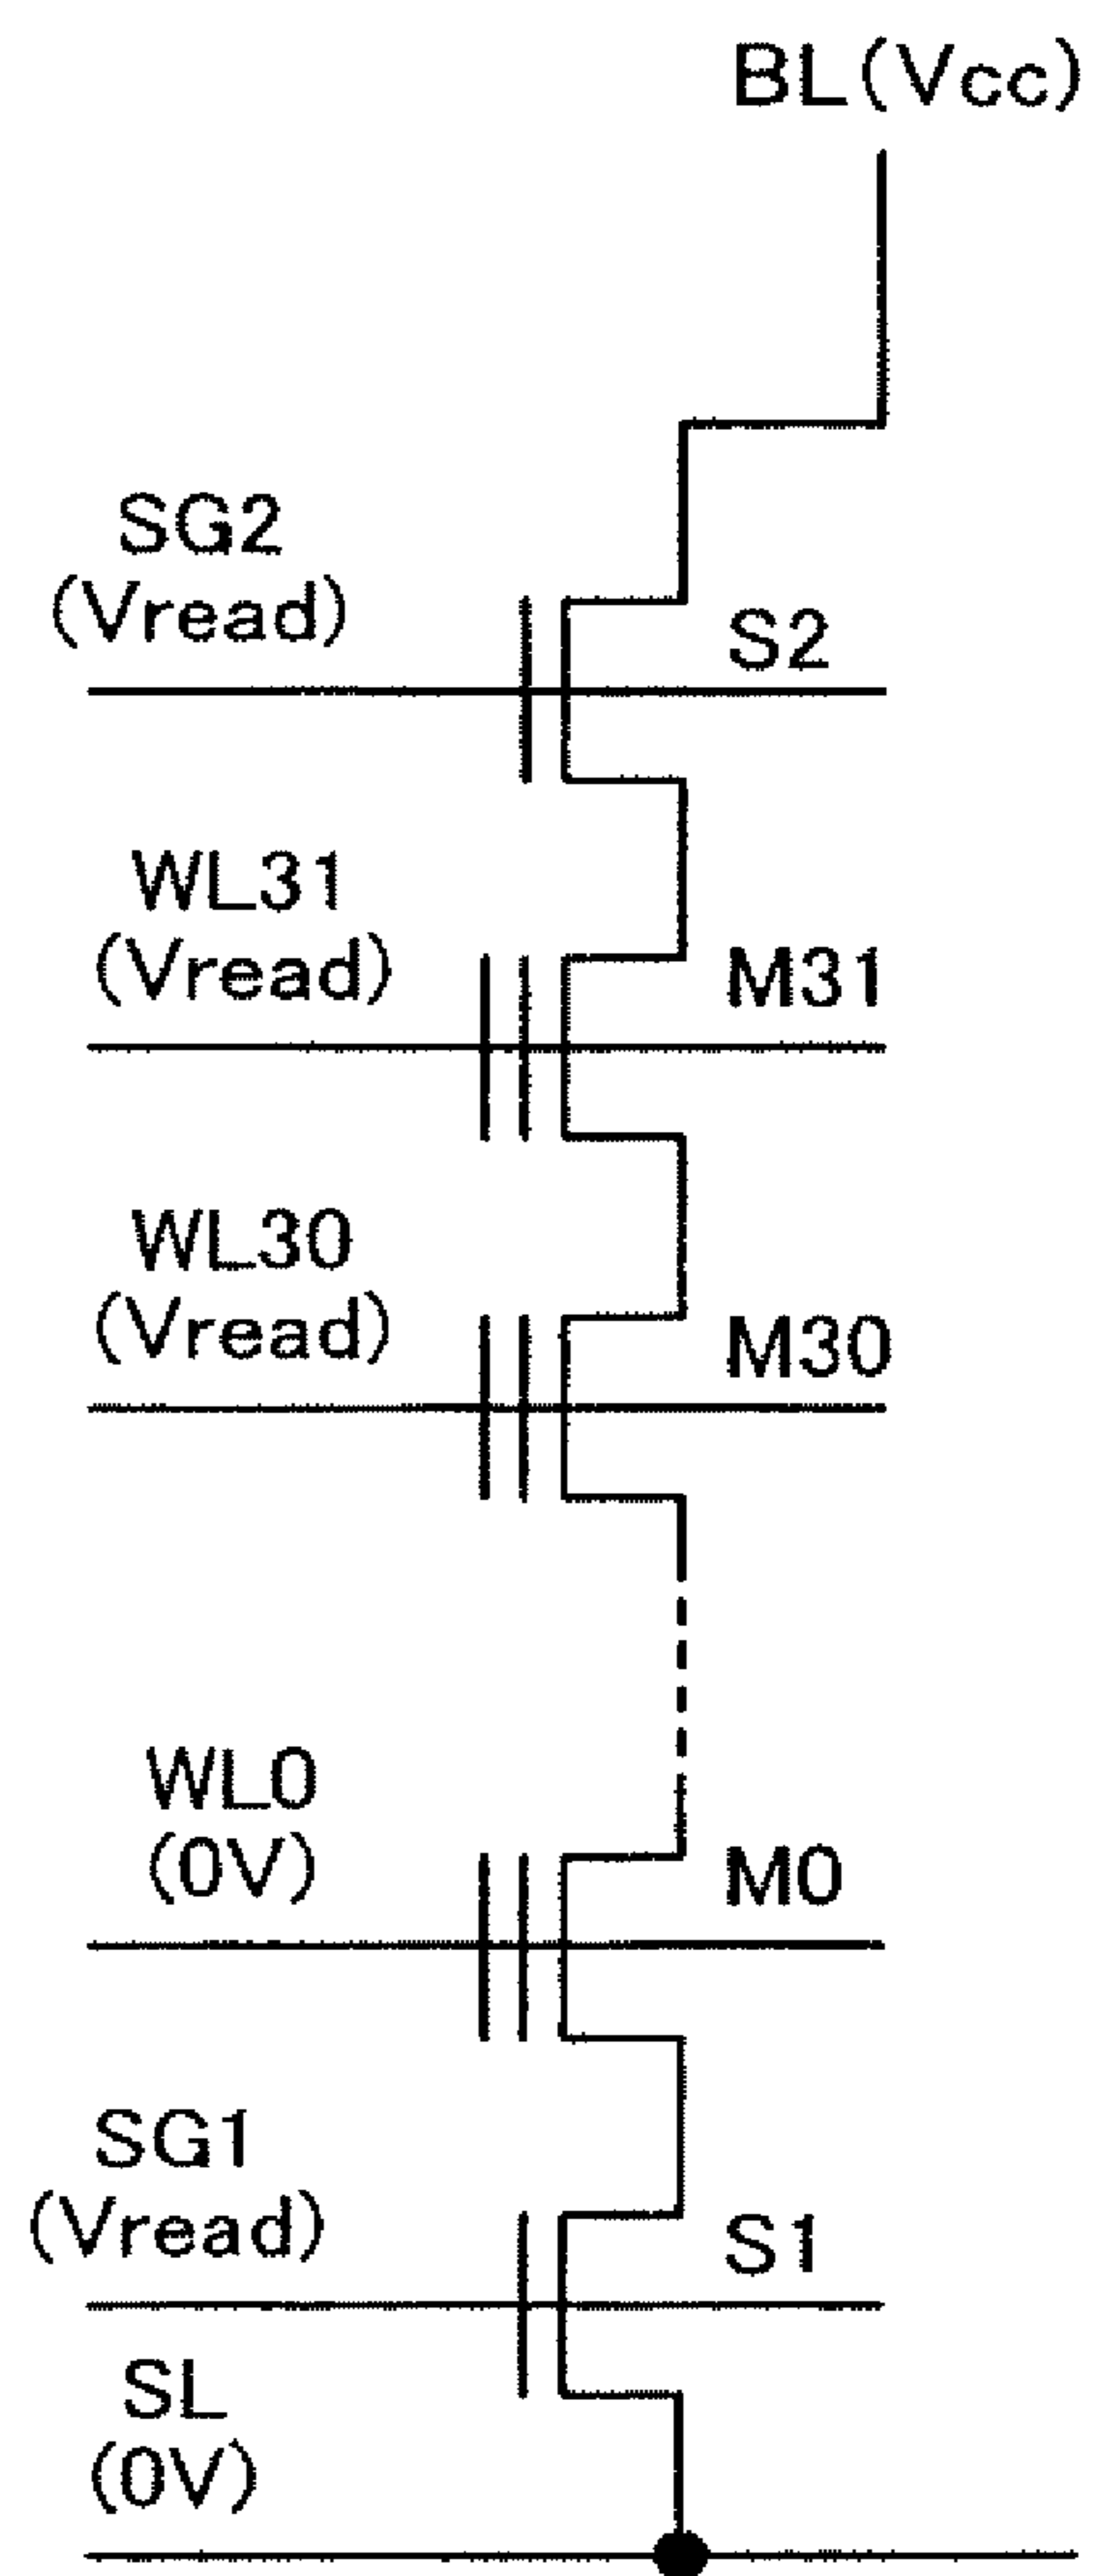 BL(Vcc)
SG2
(Vread)
S2
WL31
(Vread)
M31
WL30
(Vread)
M30
WL0
(0V)
M0
SG1
(Vread)
S1
SL
(0V)